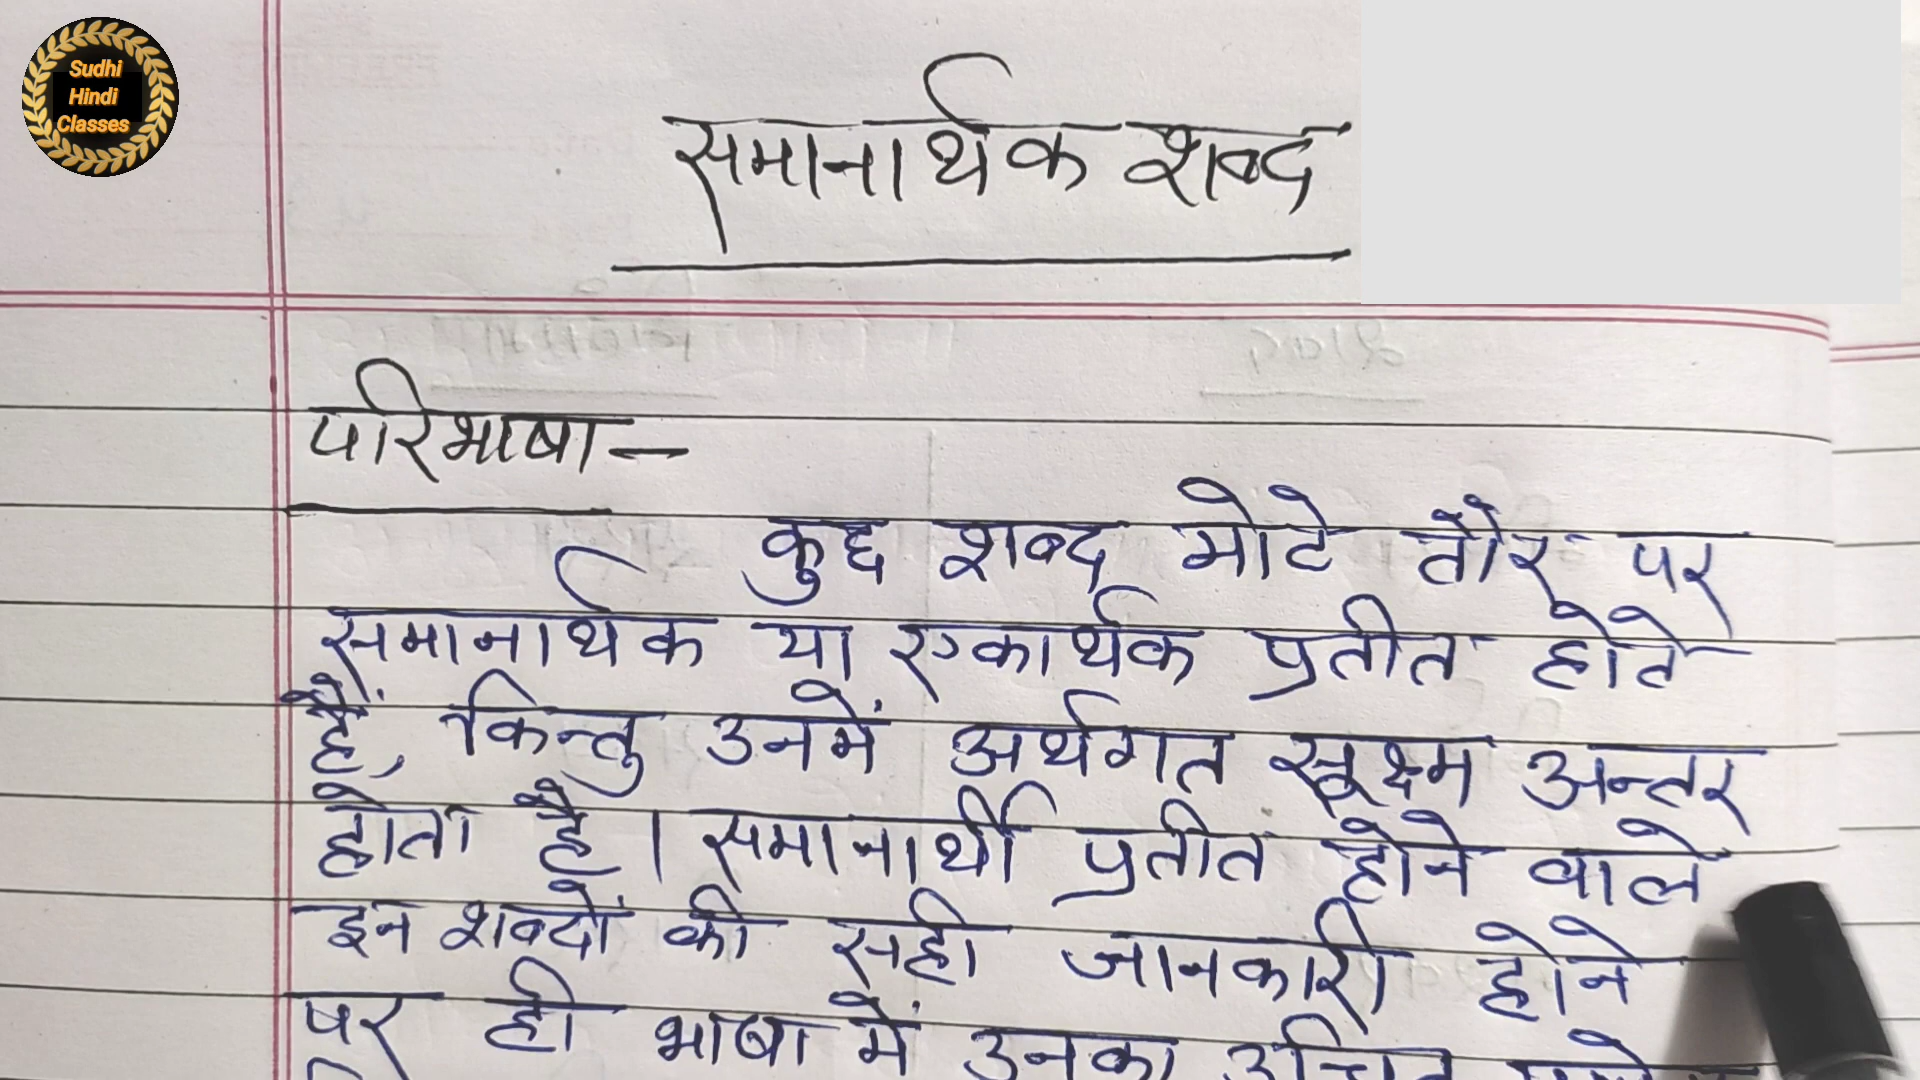 Sudhi
Hindi
Classes
समानार्थक शब्द
परिभाषा—
कुछ शब्द मोटे तौर पर
समानार्थक या एकार्थक प्रतीत होते
हैं, किन्तु उनमें अर्थगत सूक्ष्म अन्तर
होता है। समानार्थी प्रतीत होने वाले
इन शब्दों की सही जानकारी होने
पर ही भाषा में उनका उचित